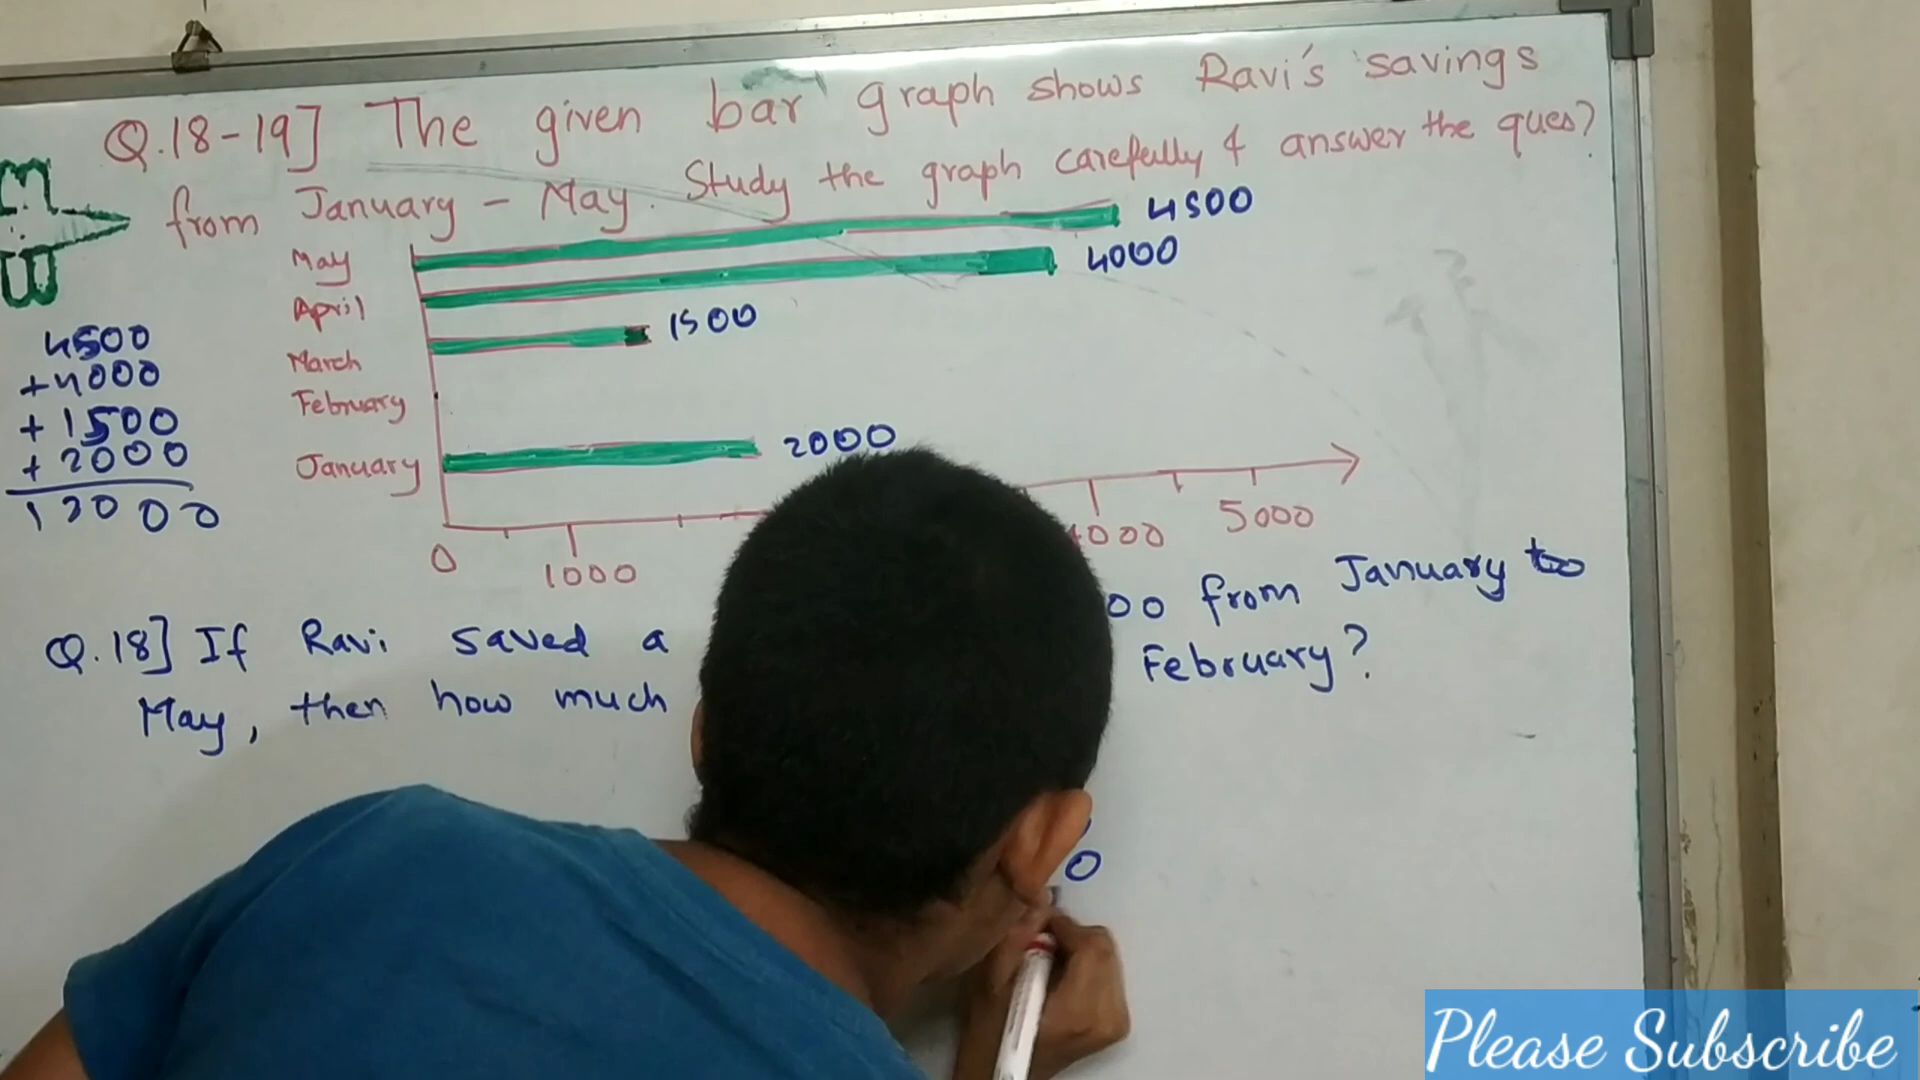 Q.18-19] The given bar graph shows Ravi's savings
from January - May. Study the graph carefully & answer the ques?
May 4500
April 4000
March 1500
February
January 2000
4500
+4000
+1500
+2000
12000
0 1000 4000 5000
Q.18] If Ravi saved a 00 from January to
May, then how much February?
0
Please Subscribe